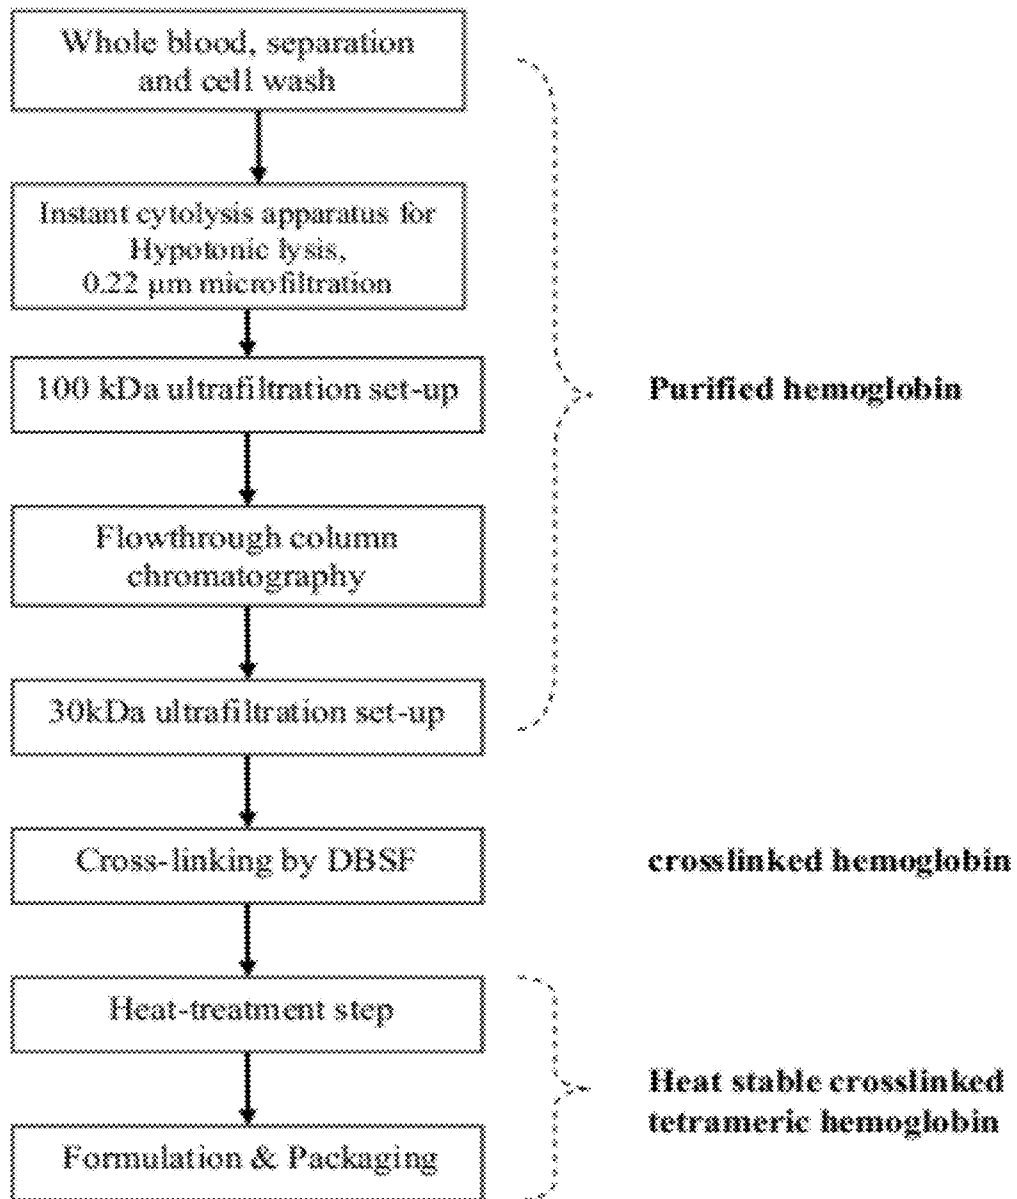 Whole blood, separation
and cell wash
Instant cytolysis apparatus for
Hypotonic lysis,
0.22 μm microfiltration
100 kDa ultrafiltration set-up
Purified hemoglobin
Flowthrough column
chromatography
30kDa ultrafiltration set-up
Cross-linking by DBSF
crosslinked hemoglobin
Heat-treatment step
Heat stable crosslinked
tetrameric hemoglobin
Formulation & Packaging